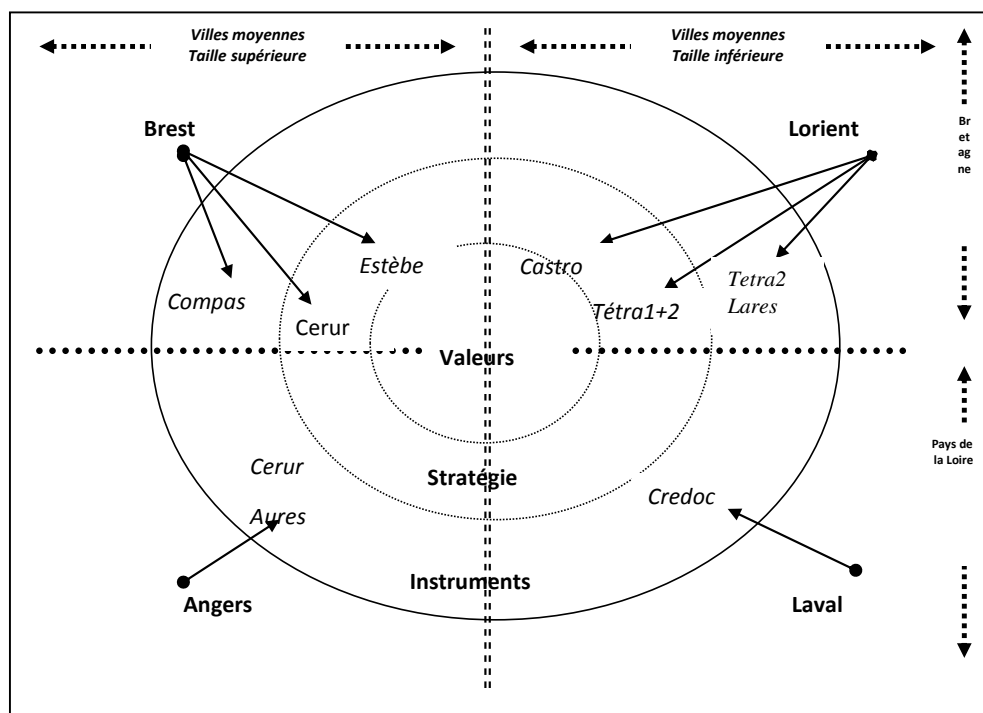 Villes moyennes
Taille supérieure
Villes moyennes
Taille inférieure
Brest
Lorient
Br
et
ag
ne
Estèbe
Castro
Tetra2
Lares
Compas
Cerur
Tétra1+2
Valeurs
Pays de
la Loire
Cerur
Stratégie
Credoc
Aures
Instruments
Angers
Laval